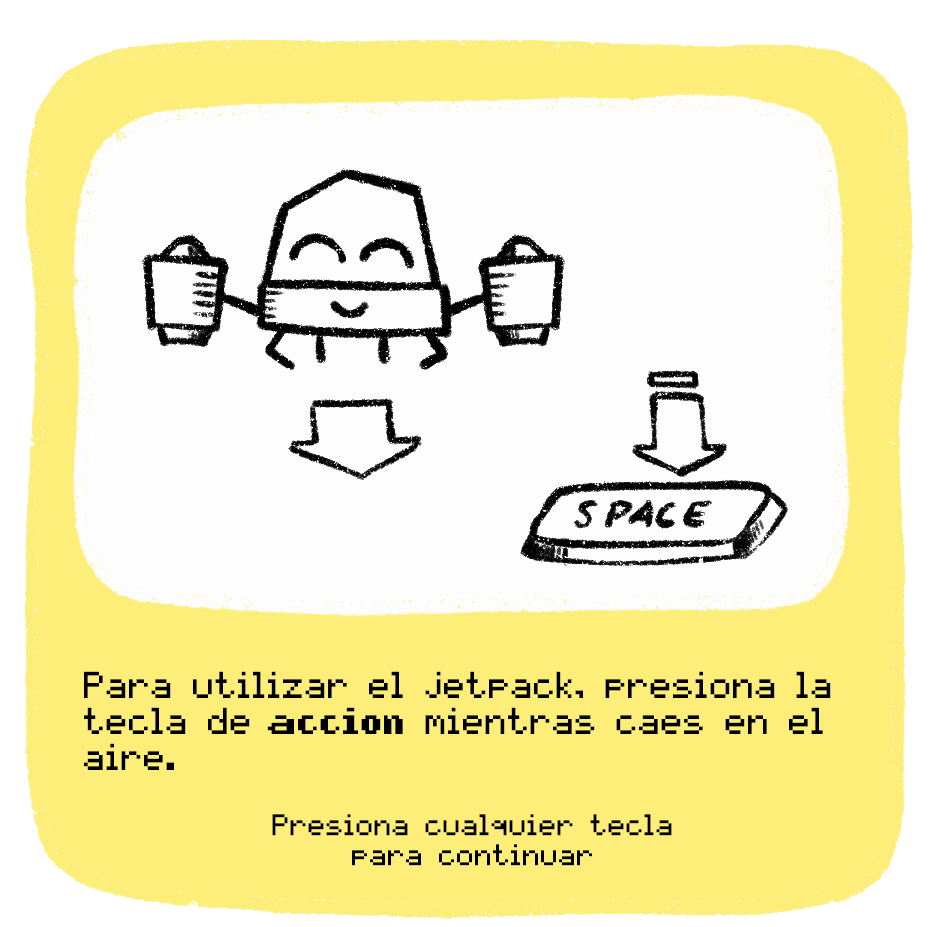 SPACE
Para utilizar el jetpack, presiona la
tecla de accion mientras caes en el
aire.
Presiona cualquier tecla
para continuar